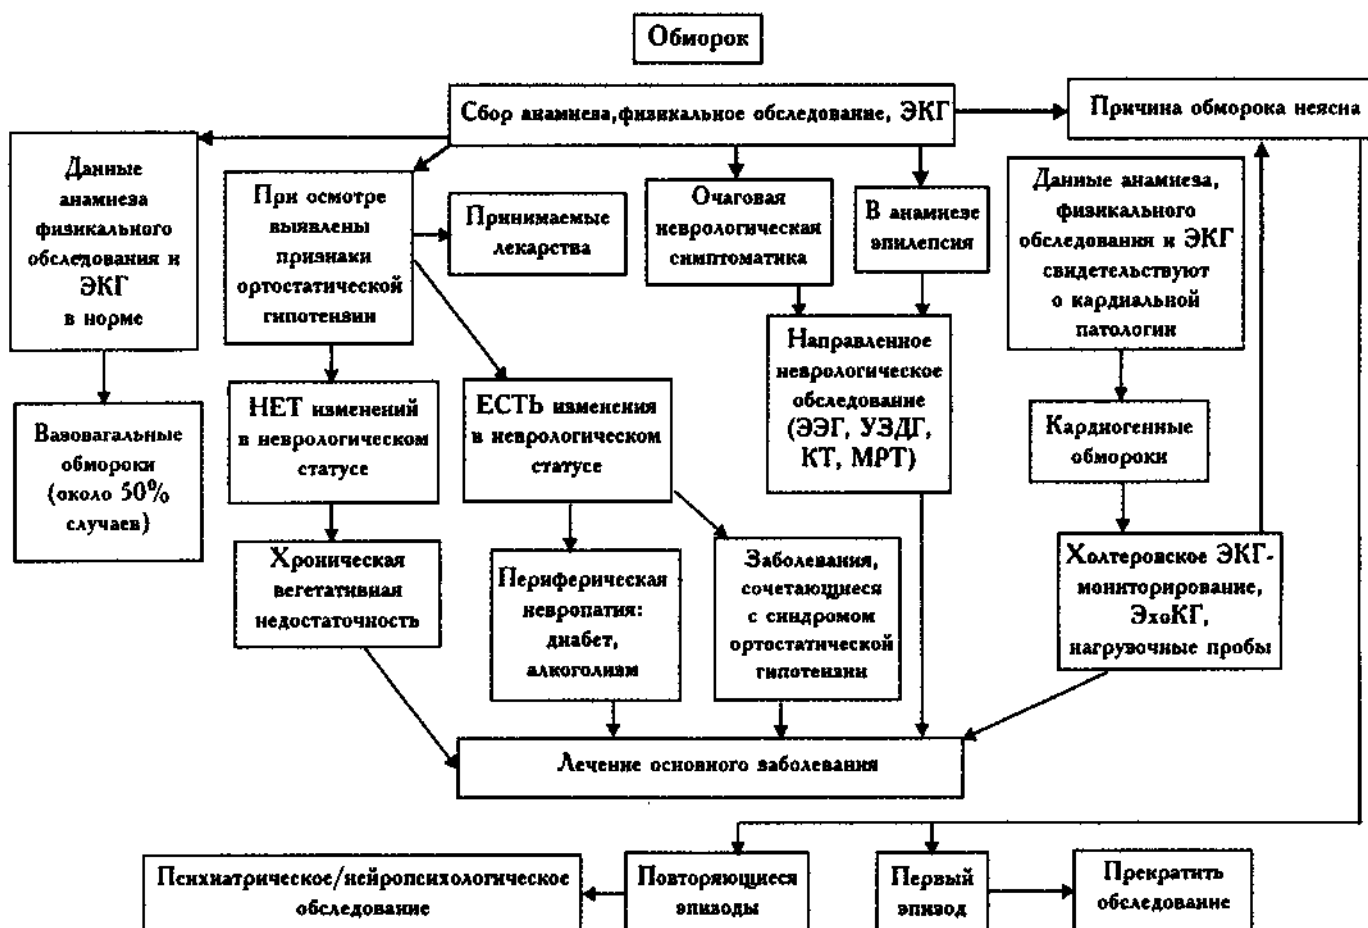 Обморок
Сбор анамнеза,физикальное обследование, ЭКГ
Причина обморока неясна
Данные
анамнеза
физикального
обследования и
ЭКГ
в норме
При осмотре
выявлены
признаки
ортостатической
гипотензии
Принимаемые
лекарства
Очаговая
неврологическая
симптоматика
В анамнезе
эпилепсия
Данные анамнеза,
физикального
обследования и ЭКГ
свидетельствуют
о кардиальной
патологии
Вазовагальные
обмороки
(около 50%
случаев)
НЕТ изменений
в неврологическом
статусе
ЕСТЬ изменения
в неврологическом
статусе
Направленное
неврологическое
обследование
(ЭЭГ, УЗДГ,
КТ, МРТ)
Кардиогенные
обмороки
Хроническая
вегетативная
недостаточность
Периферическая
невропатия:
диабет,
алкоголизм
Заболевания,
сочетающиеся
с синдромом
ортостатической
гипотензии
Холтеровское ЭКГ-
мониторирование,
ЭхоКГ,
нагрузочные пробы
Лечение основного заболевания
Психиатрическое/нейропсихологическое
обследование
Повторяющиеся
эпизоды
Первый
эпизод
Прекратить
обследование